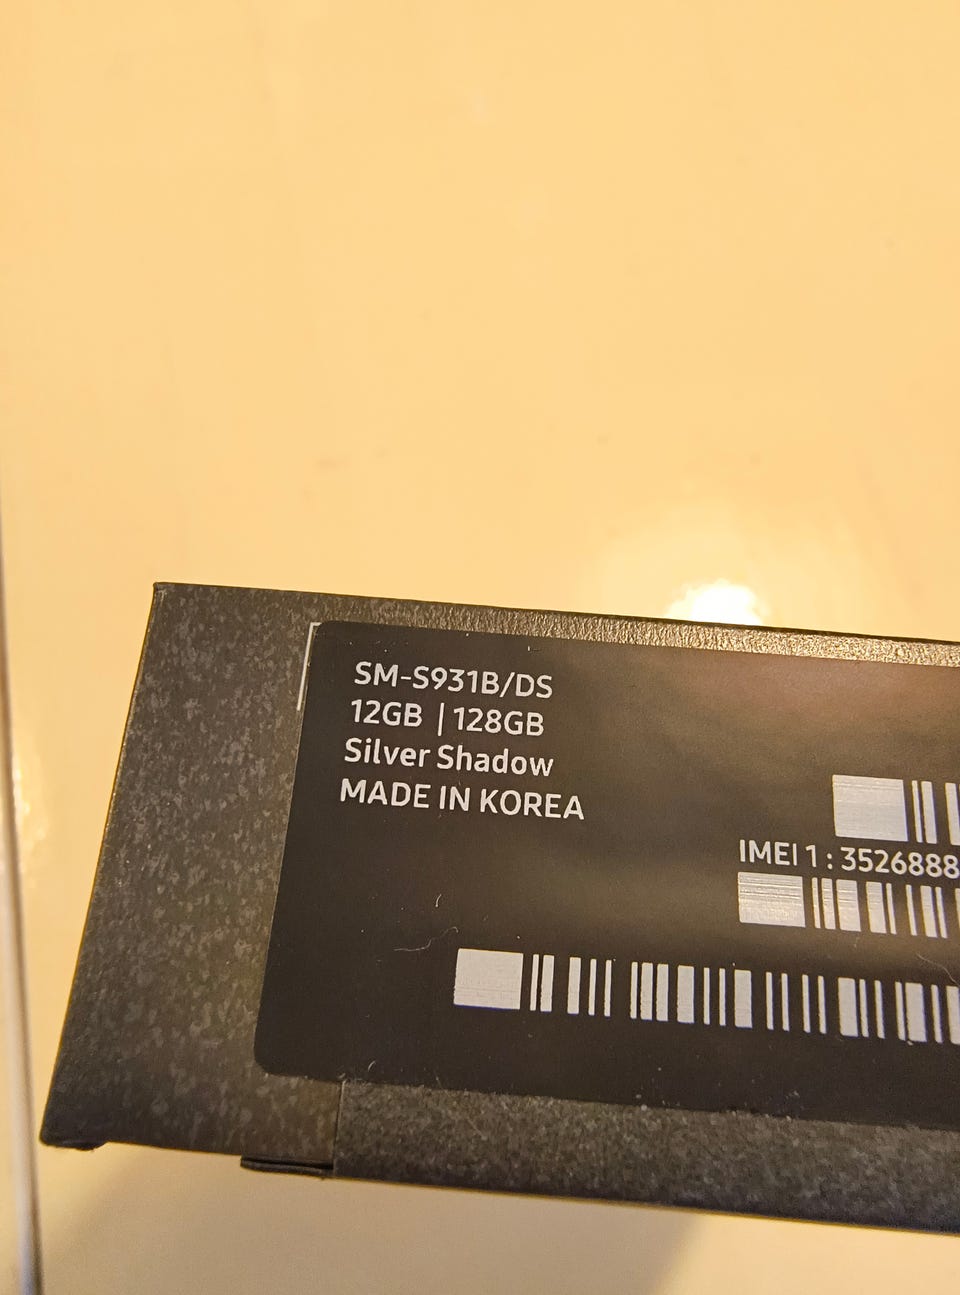 SM-S931B/DS
12GB | 128GB
Silver Shadow
MADE IN KOREA
IMEI 1 : 3526888